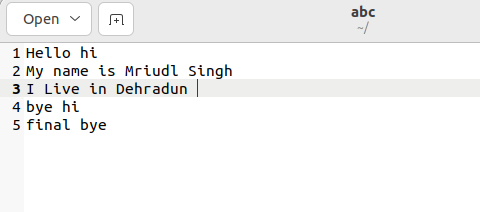 Open
abc
~/
1 Hello hi
2 My name is Mriudl Singh
3 I Live in Dehradun
4 bye hi
5 final bye